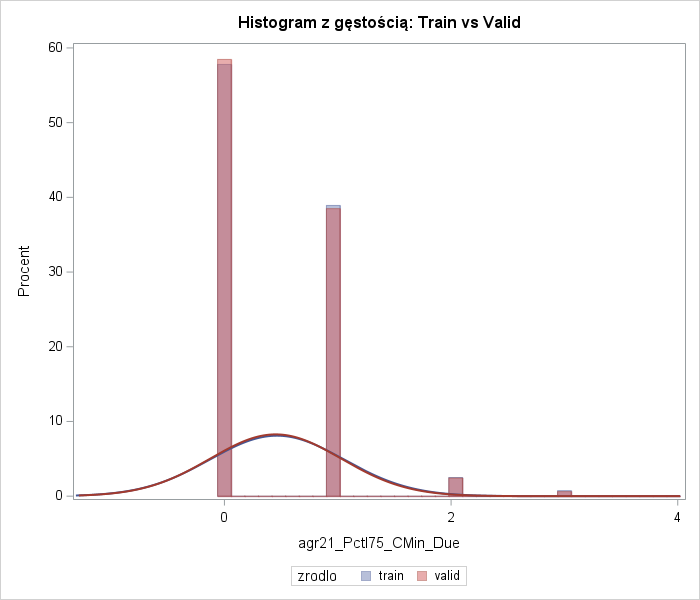 Histogram z gęstością: Train vs Valid
60
50
40
30
20
10
0
Procent
0 2 4
agr21_Pctl75_CMin_Due
zrodlo train valid